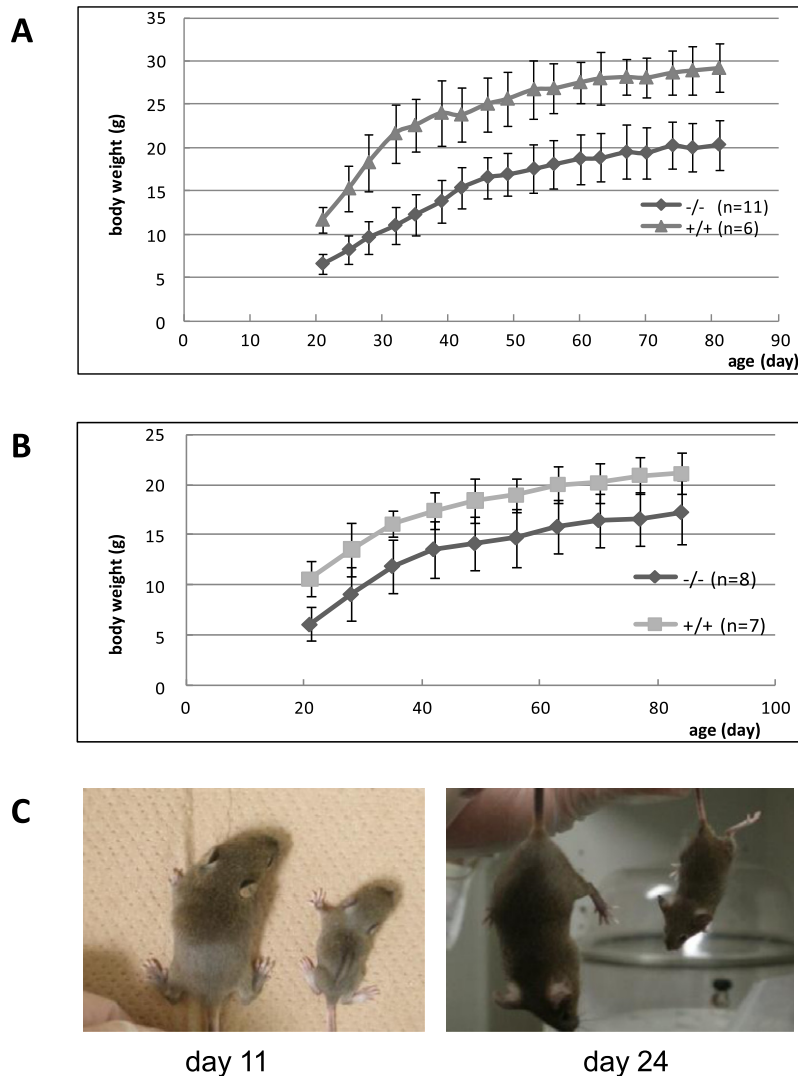 A
body weight (g)
35
30
25
20
15
10
5
0
-/- (n=11)
+/+ (n=6)
0 10 20 30 40 50 60 70 80 90
age (day)
B
body weight (g)
25
20
15
10
5
0
-/- (n=8)
+/+ (n=7)
0 20 40 60 80 100
age (day)
C
day 11 day 24